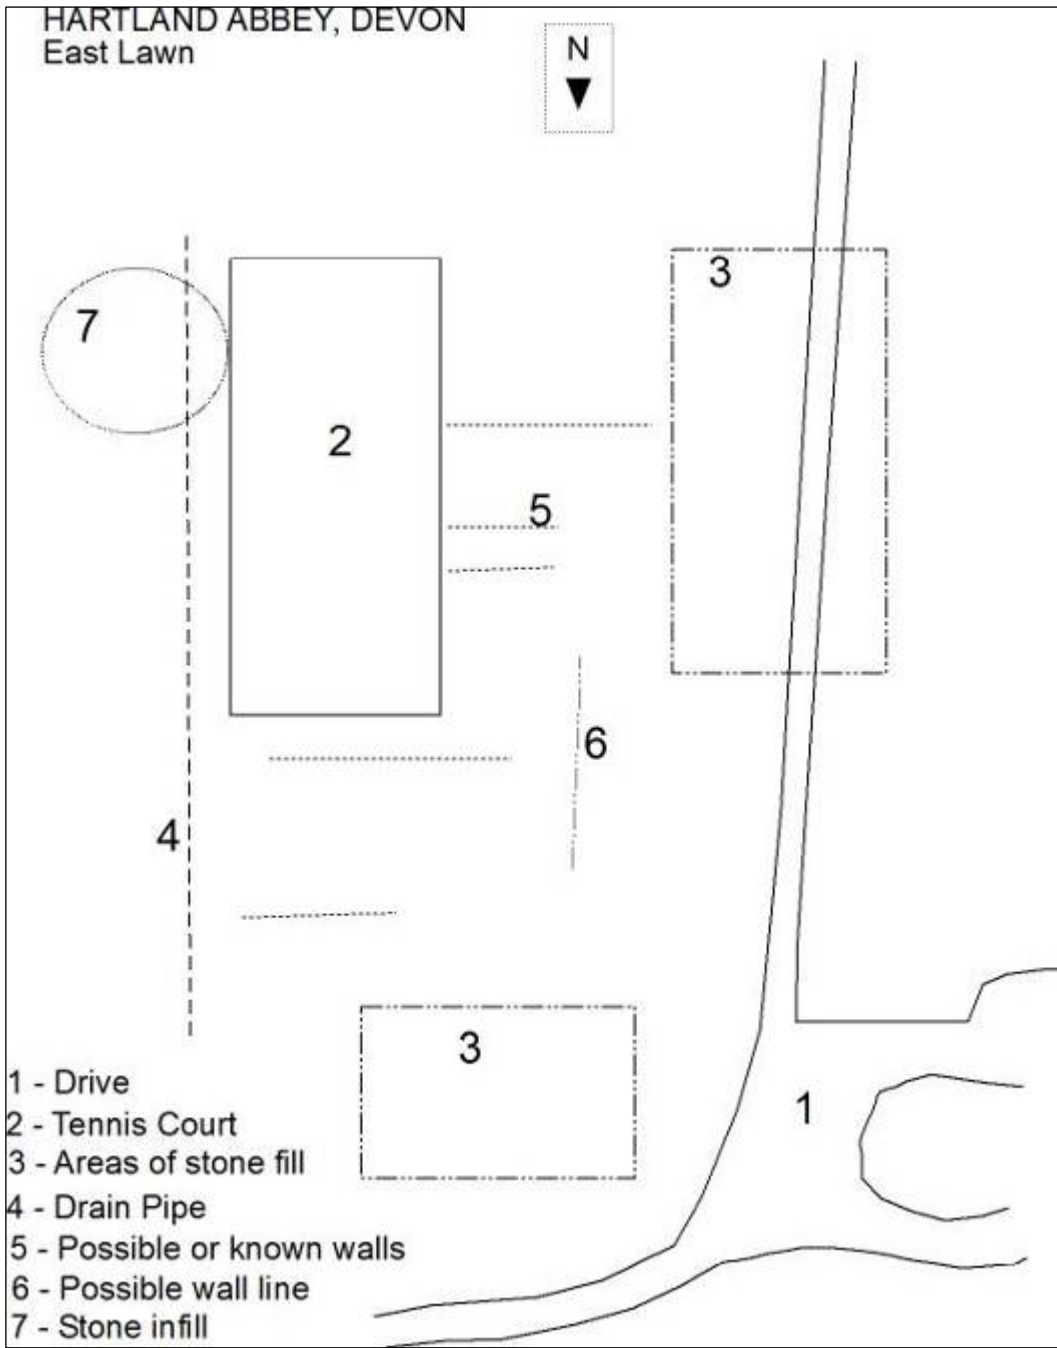 HARTLAND ABBEY, DEVON
East Lawn
N
3
7
2
5
6
4
3
1
1 - Drive
2 - Tennis Court
3 - Areas of stone fill
4 - Drain Pipe
5 - Possible or known walls
6 - Possible wall line
7 - Stone infill